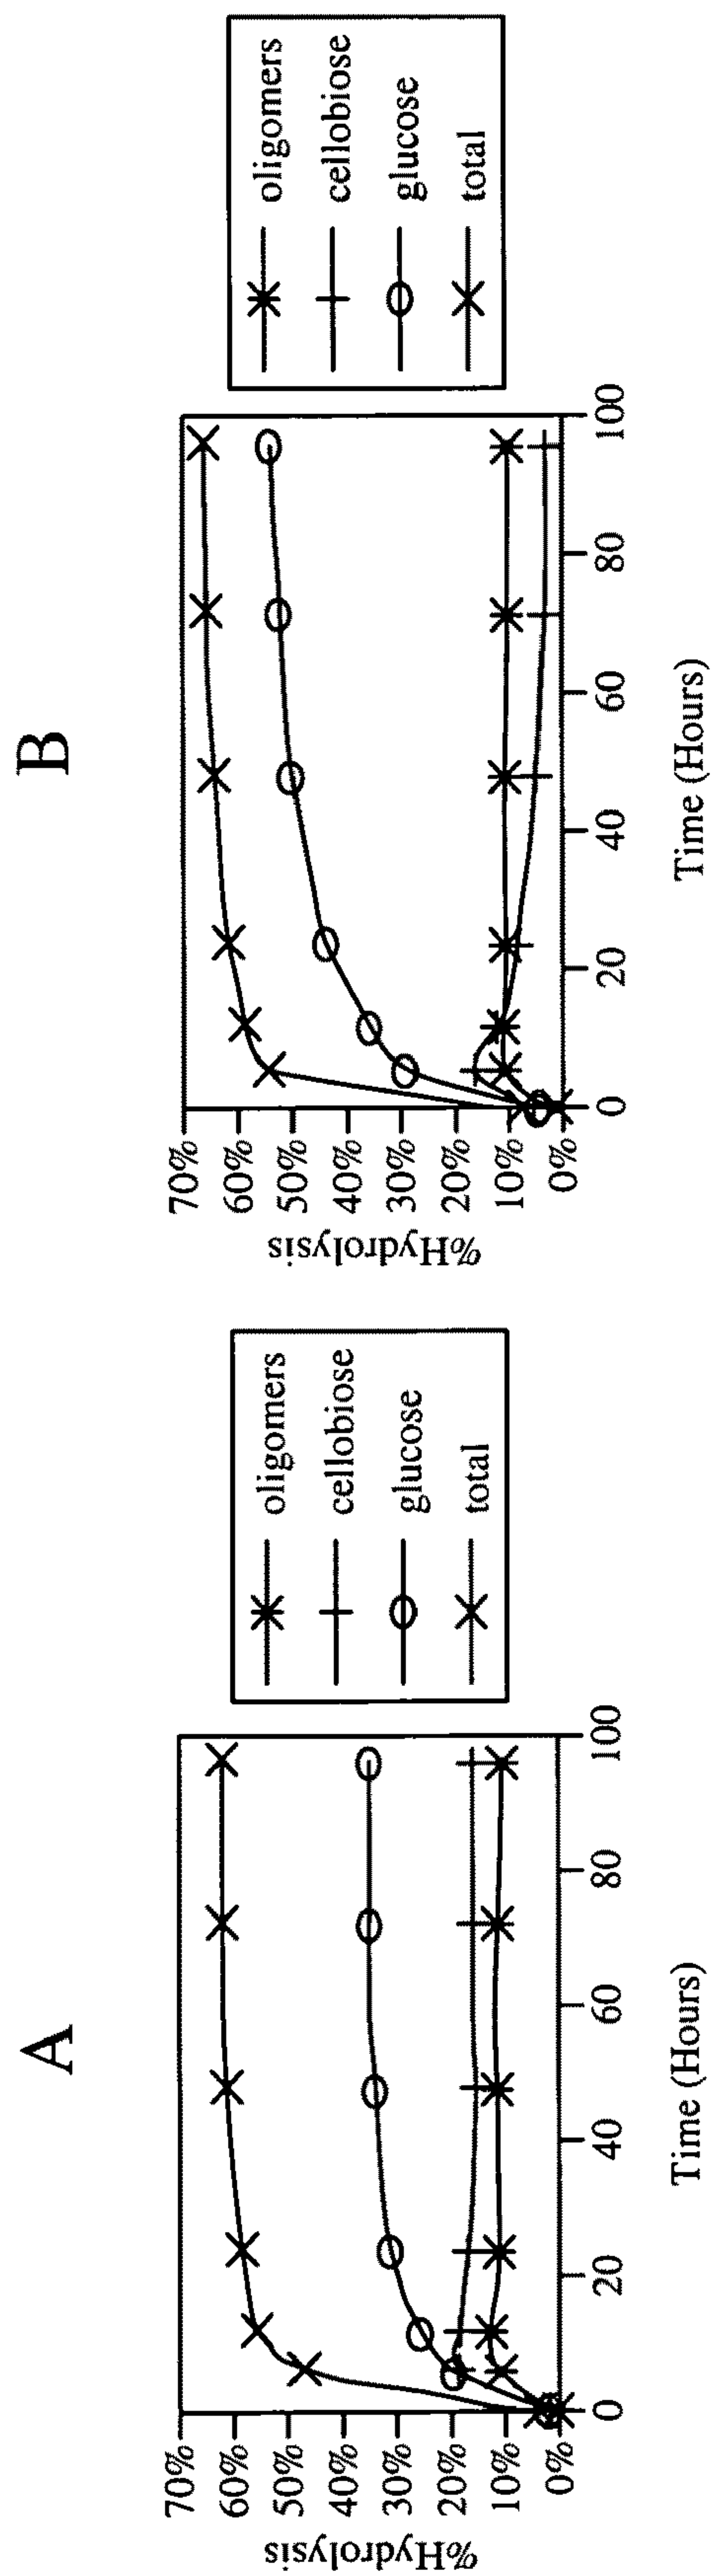 A
%Hydrolysis
70%
60%
50%
40%
30%
20%
10%
0%
0 20 40 60 80 100
Time (Hours)
oligomers
cellobiose
glucose
total
B
%Hydrolysis
70%
60%
50%
40%
30%
20%
10%
0%
0 20 40 60 80 100
Time (Hours)
oligomers
cellobiose
glucose
total